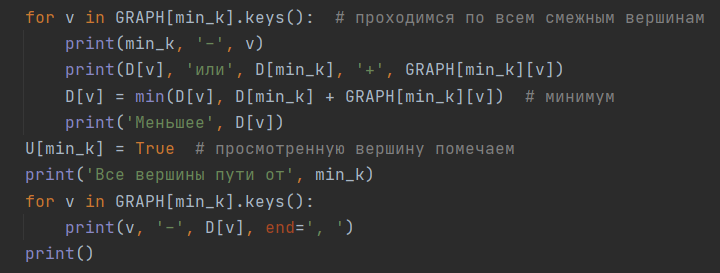 for v in GRAPH[min_k].keys():  # проходимся по всем смежным вершинам
    print(min_k, '-', v)
    print(D[v], 'или', D[min_k], '+', GRAPH[min_k][v])
    D[v] = min(D[v], D[min_k] + GRAPH[min_k][v])  # минимум
    print('Меньшее', D[v])
U[min_k] = True  # просмотренную вершину помечаем
print('Все вершины пути от', min_k)
for v in GRAPH[min_k].keys():
    print(v, '-', D[v], end=', ')
print()